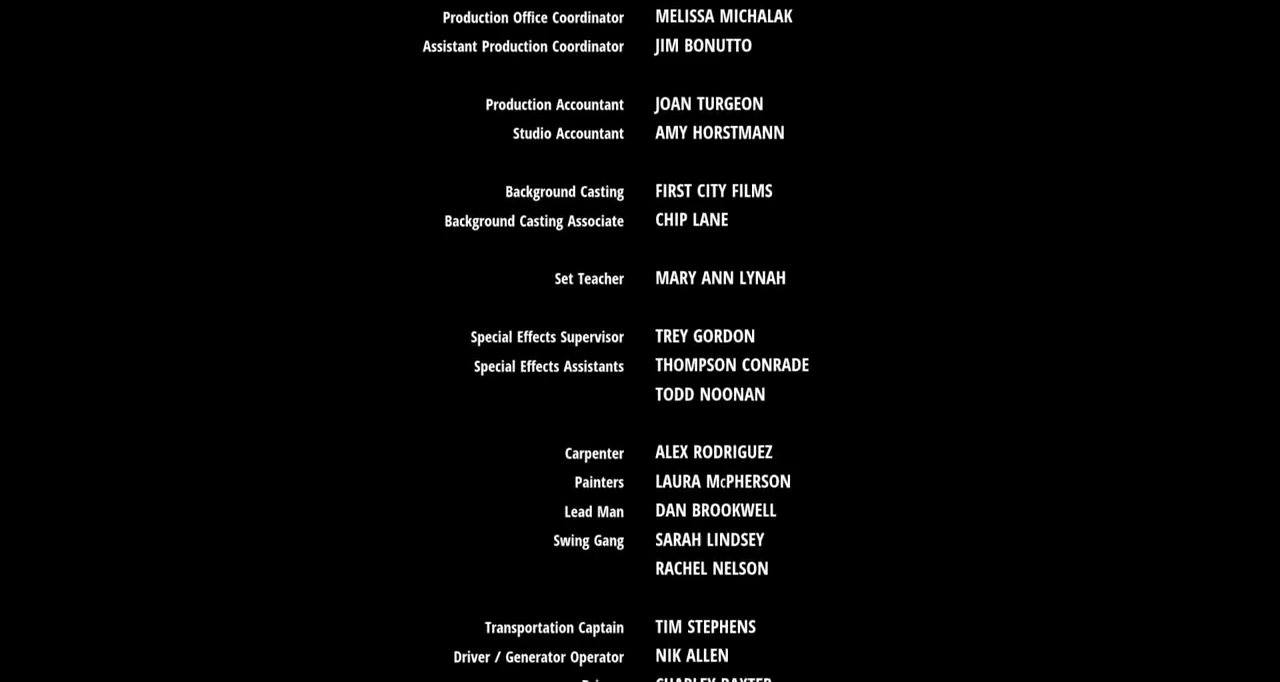 Production Office Coordinator MELISSA MICHALAK
Assistant Production Coordinator JIM BONUTTO
Production Accountant JOAN TURGEON
Studio Accountant AMY HORSTMANN
Background Casting FIRST CITY FILMS
Background Casting Associate CHIP LANE
Set Teacher MARY ANN LYNAH
Special Effects Supervisor TREY GORDON
Special Effects Assistants THOMPSON CONRADE
TODD NOONAN
Carpenter ALEX RODRIGUEZ
Painters LAURA McPHERSON
Lead Man DAN BROOKWELL
Swing Gang SARAH LINDSEY
RACHEL NELSON
Transportation Captain TIM STEPHENS
Driver / Generator Operator NIK ALLEN